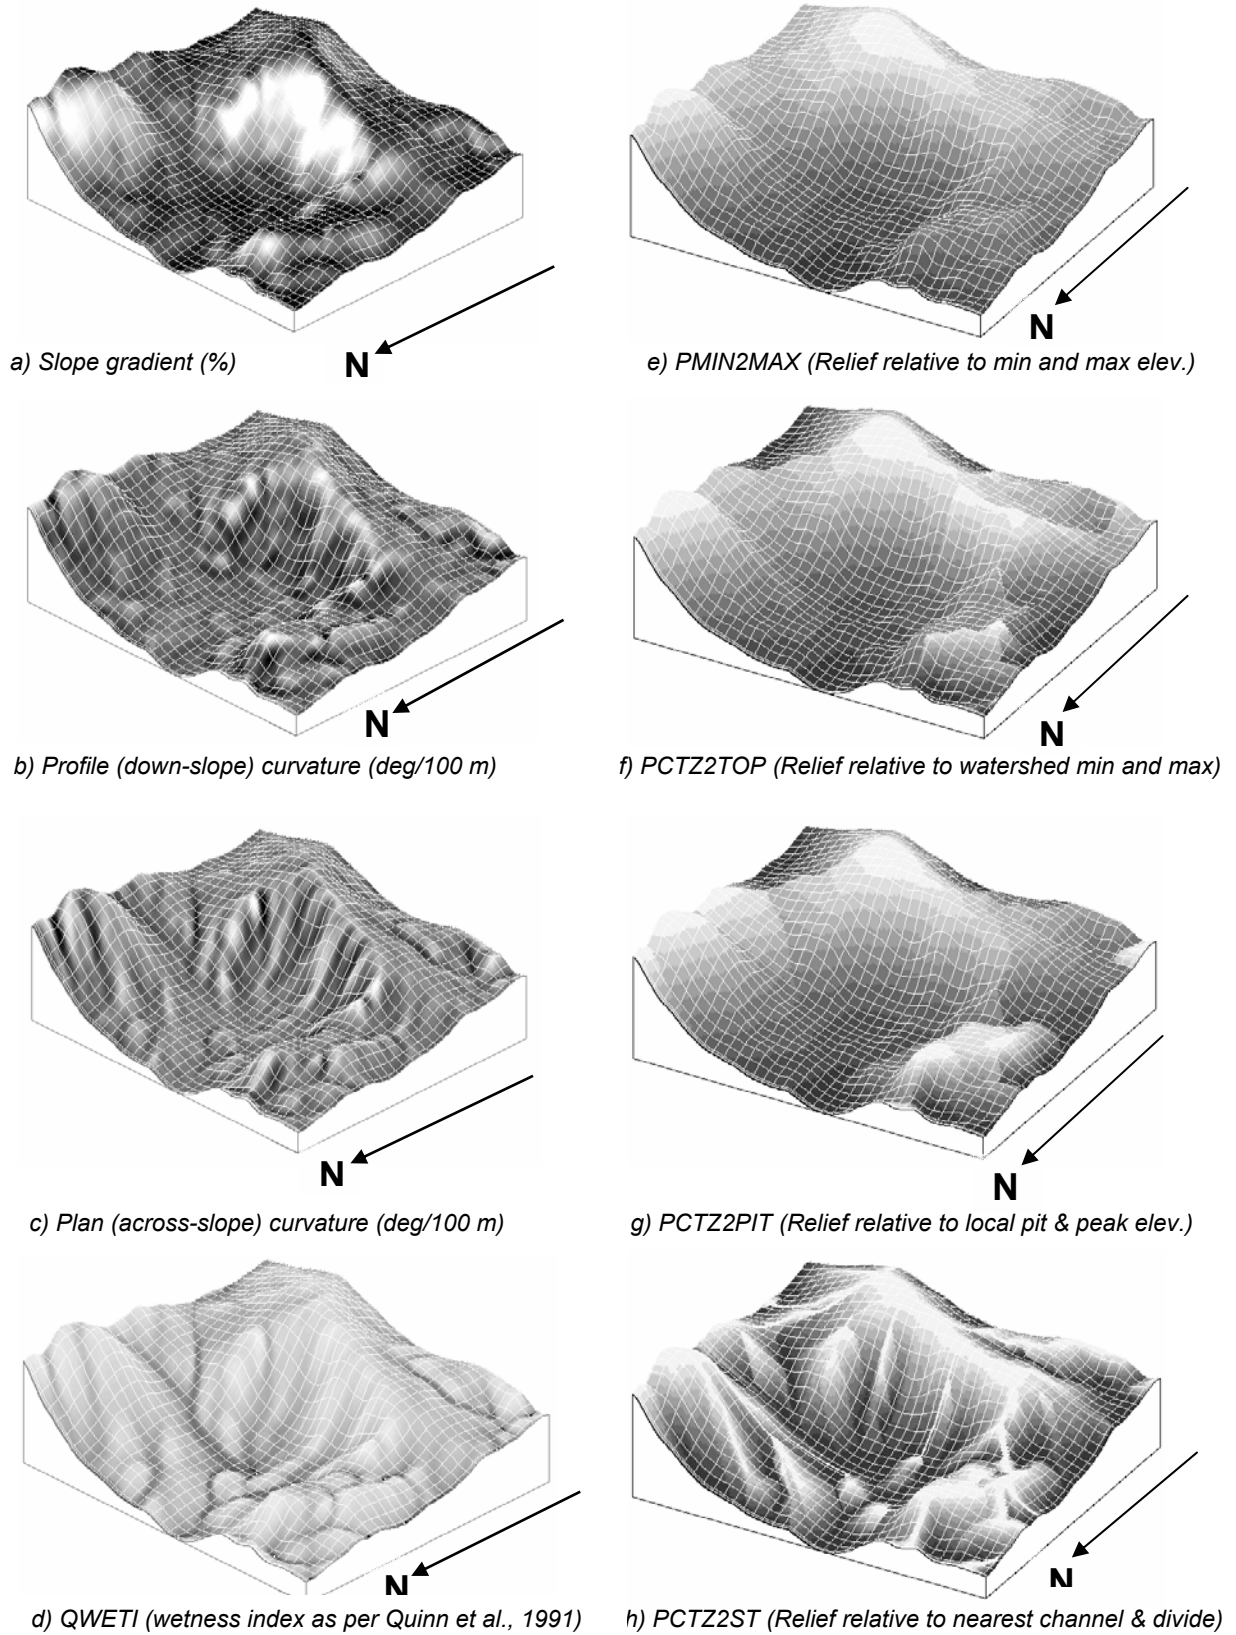 N
N
a) Slope gradient (%)
e) PMIN2MAX (Relief relative to min and max elev.)
N
N
b) Profile (down-slope) curvature (deg/100 m)
f) PCTZ2TOP (Relief relative to watershed min and max)
N
N
c) Plan (across-slope) curvature (deg/100 m)
g) PCTZ2PIT (Relief relative to local pit & peak elev.)
N
N
d) QWETI (wetness index as per Quinn et al., 1991)
h) PCTZ2ST (Relief relative to nearest channel & divide)